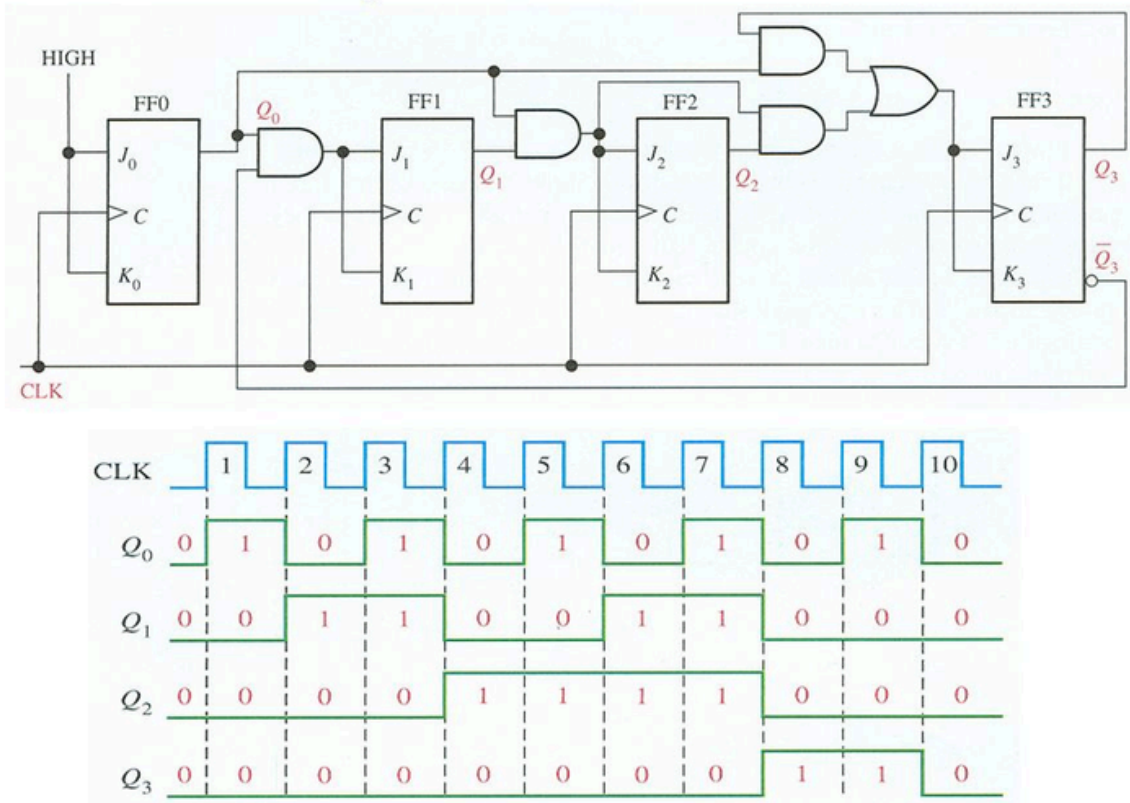 HIGH
FF0 FF1 FF2 FF3
Q₀
J₀ J₁ J₂ J₃
Q₁ Q₂ Q₃
C C C C
K₀ K₁ K₂ K₃
Q̅₃
CLK
CLK 1 2 3 4 5 6 7 8 9 10
Q₀ 0 1 0 1 0 1 0 1 0 1 0
Q₁ 0 0 1 1 0 0 1 1 0 0 0
Q₂ 0 0 0 0 1 1 1 1 0 0 0
Q₃ 0 0 0 0 0 0 0 0 1 1 0